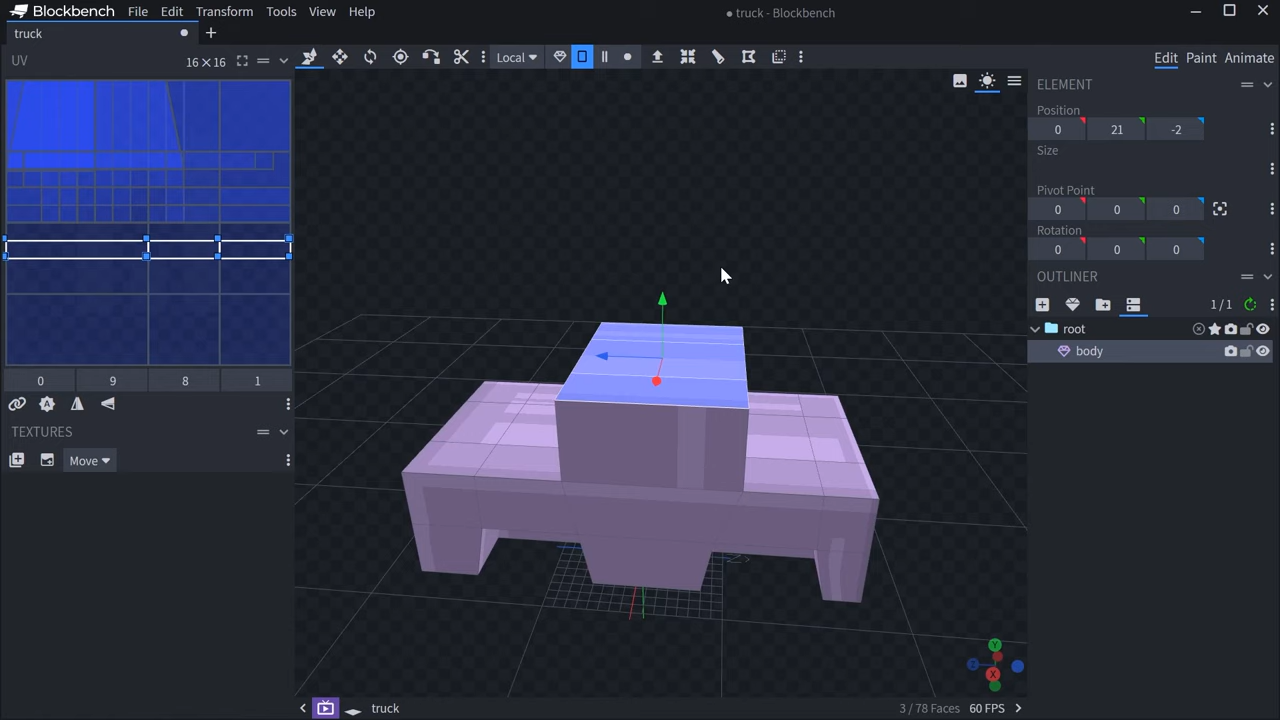 Blockbench File Edit Transform Tools View Help
truck - Blockbench
truck
UV 16×16
Local
Edit Paint Animate
ELEMENT
Position
0 21 -2
Size
Pivot Point
0 0 0
Rotation
0 0 0
OUTLINER
1/1
root
body
0 9 8 1
TEXTURES
Move
Y
Z
X
truck
3 / 78 Faces 60 FPS